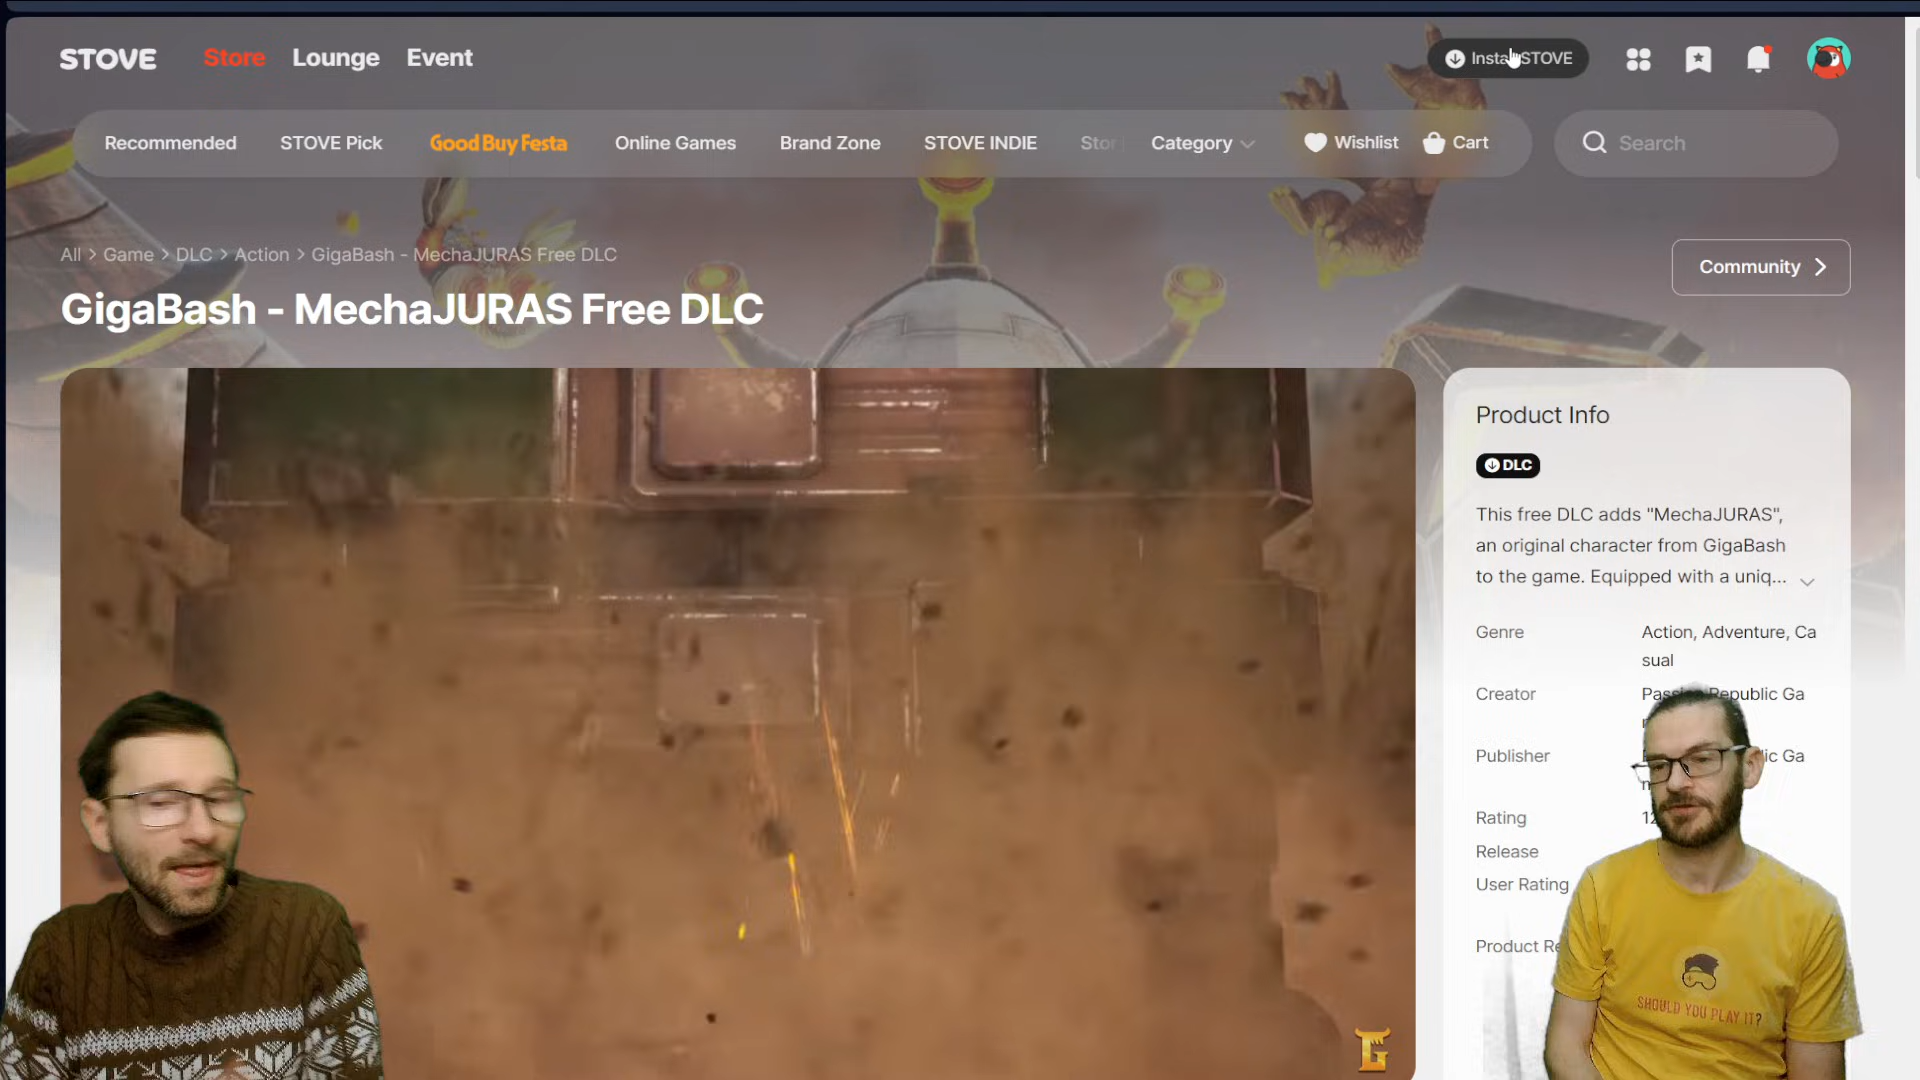 STOVE Store Lounge Event
STOVE
Recommended STOVE Pick Good Buy Festa Online Games Brand Zone STOVE INDIE Category Wishlist Cart Search
All > Game > DLC > Action > GigaBash - MechaJURAS Free DLC
GigaBash - MechaJURAS Free DLC
Community
Product Info
DLC
This free DLC adds "MechaJURAS",
an original character from GigaBash
to the game. Equipped with a uniq...
Genre Action, Adventure, Ca
sual
Creator Republic Ga
Publisher Ga
Rating
Release
User Rating
Product
SHOULD YOU PLAY IT?
G